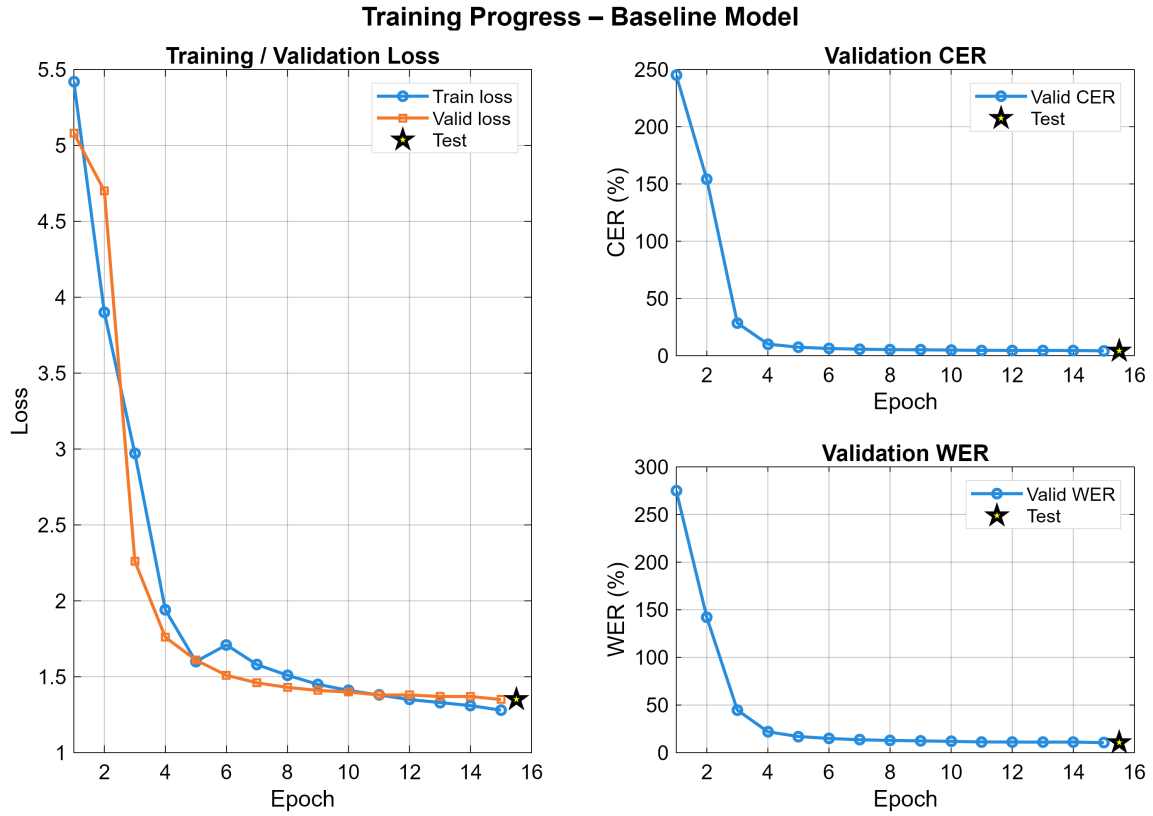 Training Progress – Baseline Model
Training / Validation Loss
5.5
5
4.5
4
3.5
3
2.5
2
1.5
1
Loss
2 4 6 8 10 12 14 16
Epoch
Train loss
Valid loss
Test
Validation CER
250
200
150
100
50
0
CER (%)
2 4 6 8 10 12 14 16
Epoch
Valid CER
Test
Validation WER
300
250
200
150
100
50
0
WER (%)
2 4 6 8 10 12 14 16
Epoch
Valid WER
Test